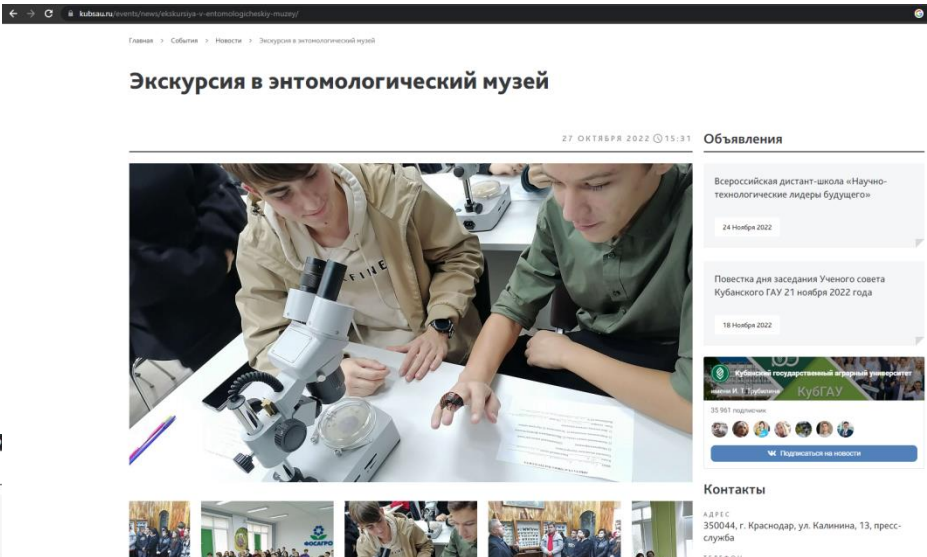 kubsau.ru/events/news/ekskursiya-v-entomologicheskiy-muzey/
Главная > События > Новости > Экскурсия в энтомологический музей
Экскурсия в энтомологический музей
27 ОКТЯБРЯ 2022 15:31
INE
ФОСАГРО
Объявления
Всероссийская дистант-школа «Научно-
технологические лидеры будущего»
24 Ноября 2022
Повестка дня заседания Ученого совета
Кубанского ГАУ 21 ноября 2022 года
18 Ноября 2022
Кубанский государственный аграрный университет
имени И. Т. Трубилина
КубГАУ
35 961 подписчик
Подписаться на новости
Контакты
АДРЕС
350044, г. Краснодар, ул. Калинина, 13, пресс-
служба